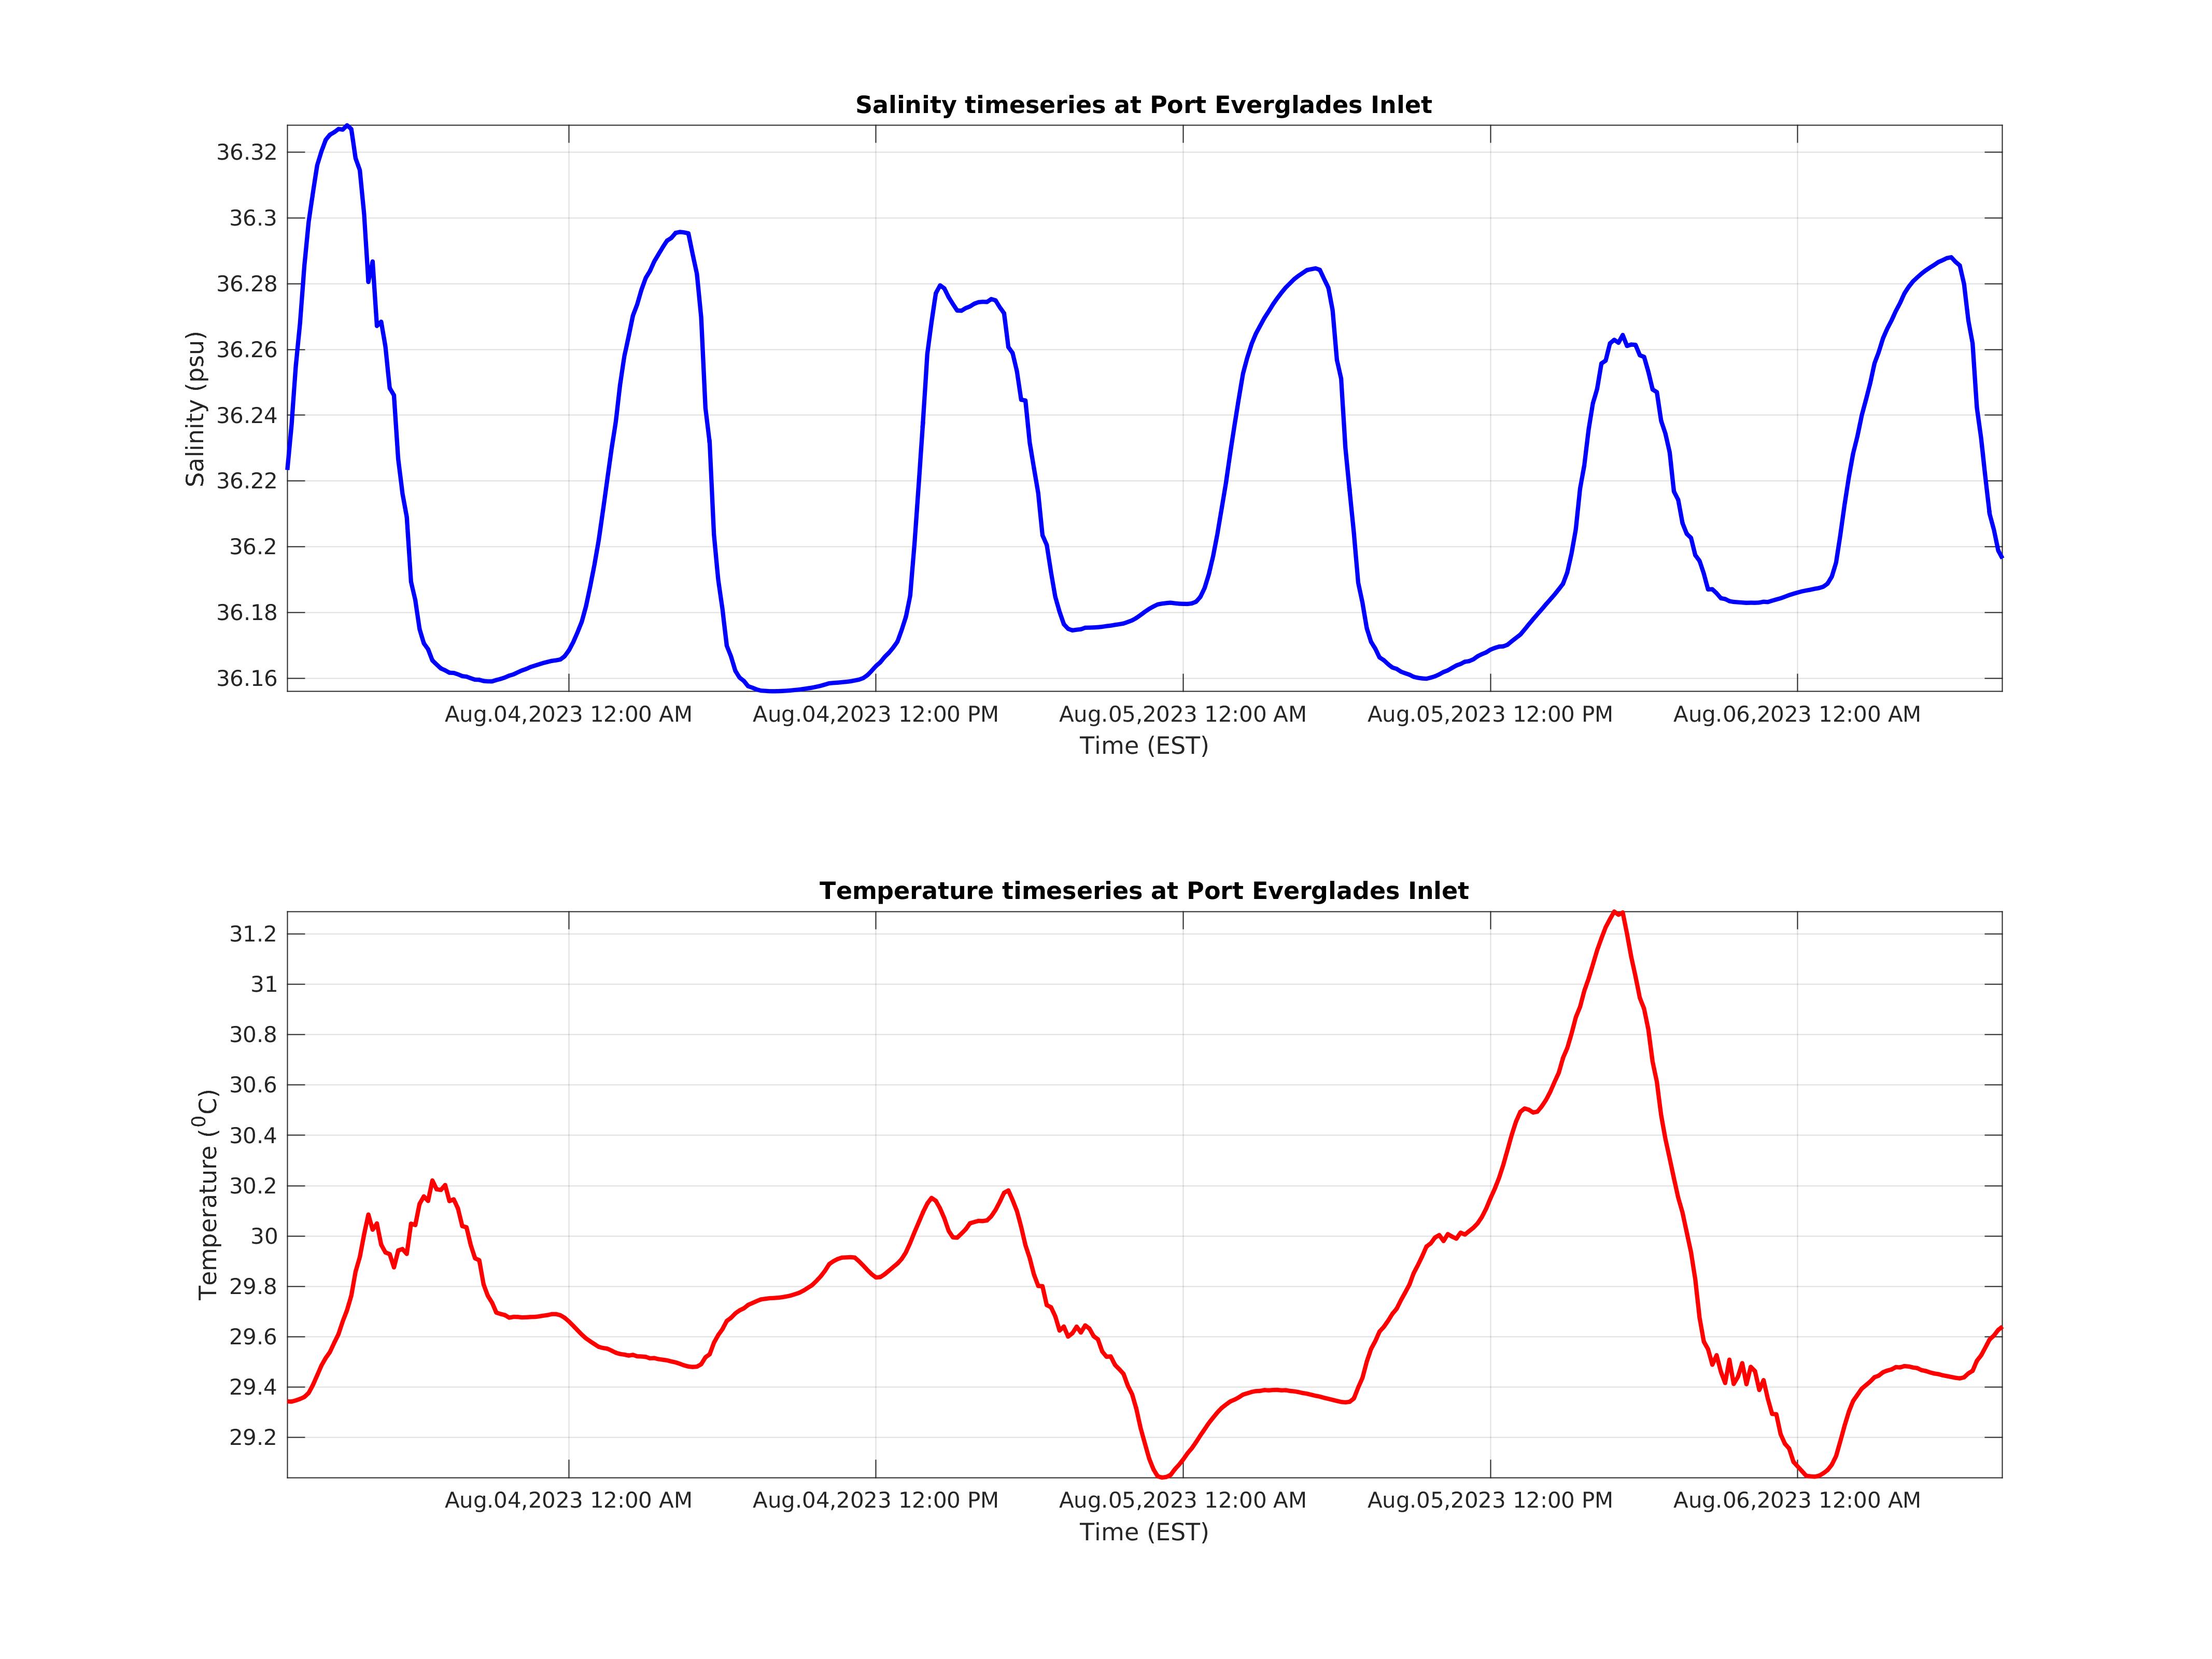 Salinity timeseries at Port Everglades Inlet
36.32
36.3
36.28
36.26
36.24
36.22
36.2
36.18
36.16
Salinity (psu)
Aug.04,2023 12:00 AM Aug.04,2023 12:00 PM Aug.05,2023 12:00 AM Aug.05,2023 12:00 PM Aug.06,2023 12:00 AM
Time (EST)
Temperature timeseries at Port Everglades Inlet
31.2
31
30.8
30.6
30.4
30.2
30
29.8
29.6
29.4
29.2
Temperature (⁰C)
Aug.04,2023 12:00 AM Aug.04,2023 12:00 PM Aug.05,2023 12:00 AM Aug.05,2023 12:00 PM Aug.06,2023 12:00 AM
Time (EST)